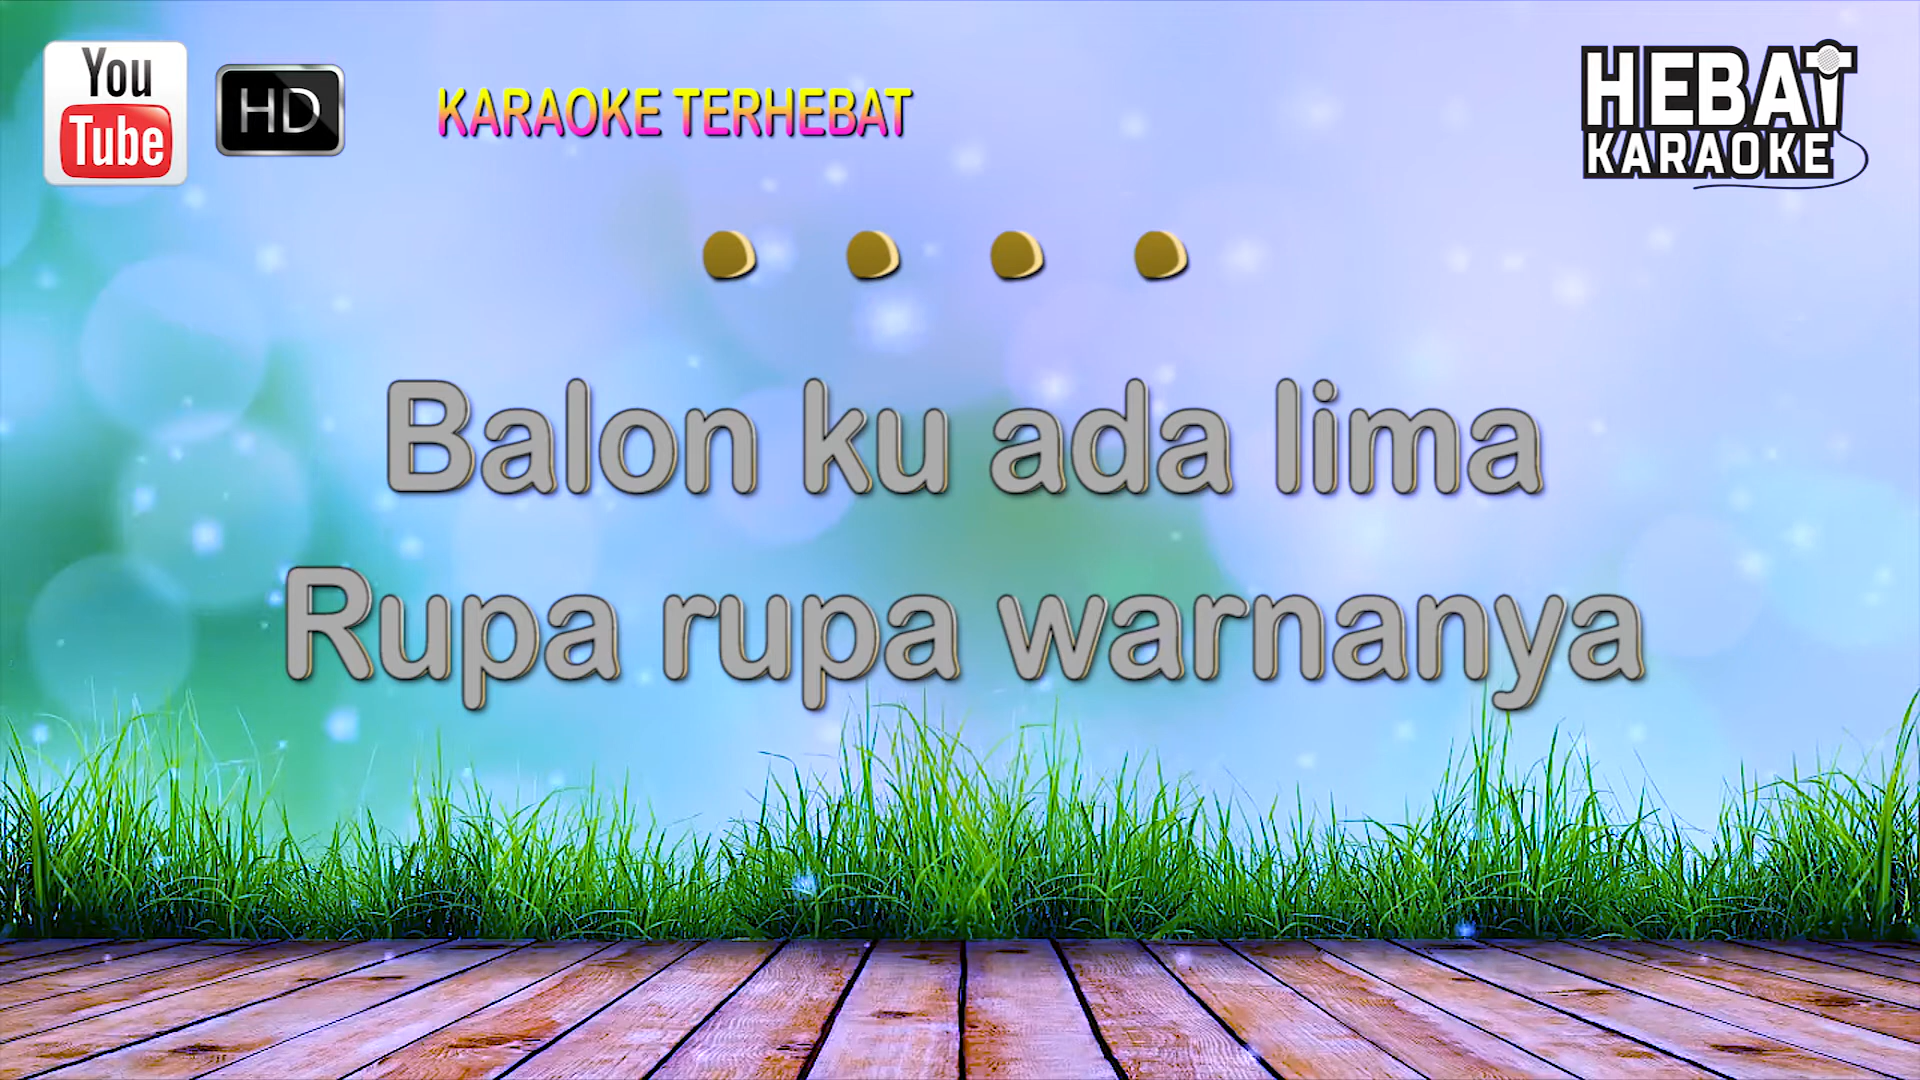 You
Tube
HD
KARAOKE TERHEBAT
HEBAT
KARAOKE
Balon ku ada lima
Rupa rupa warnanya